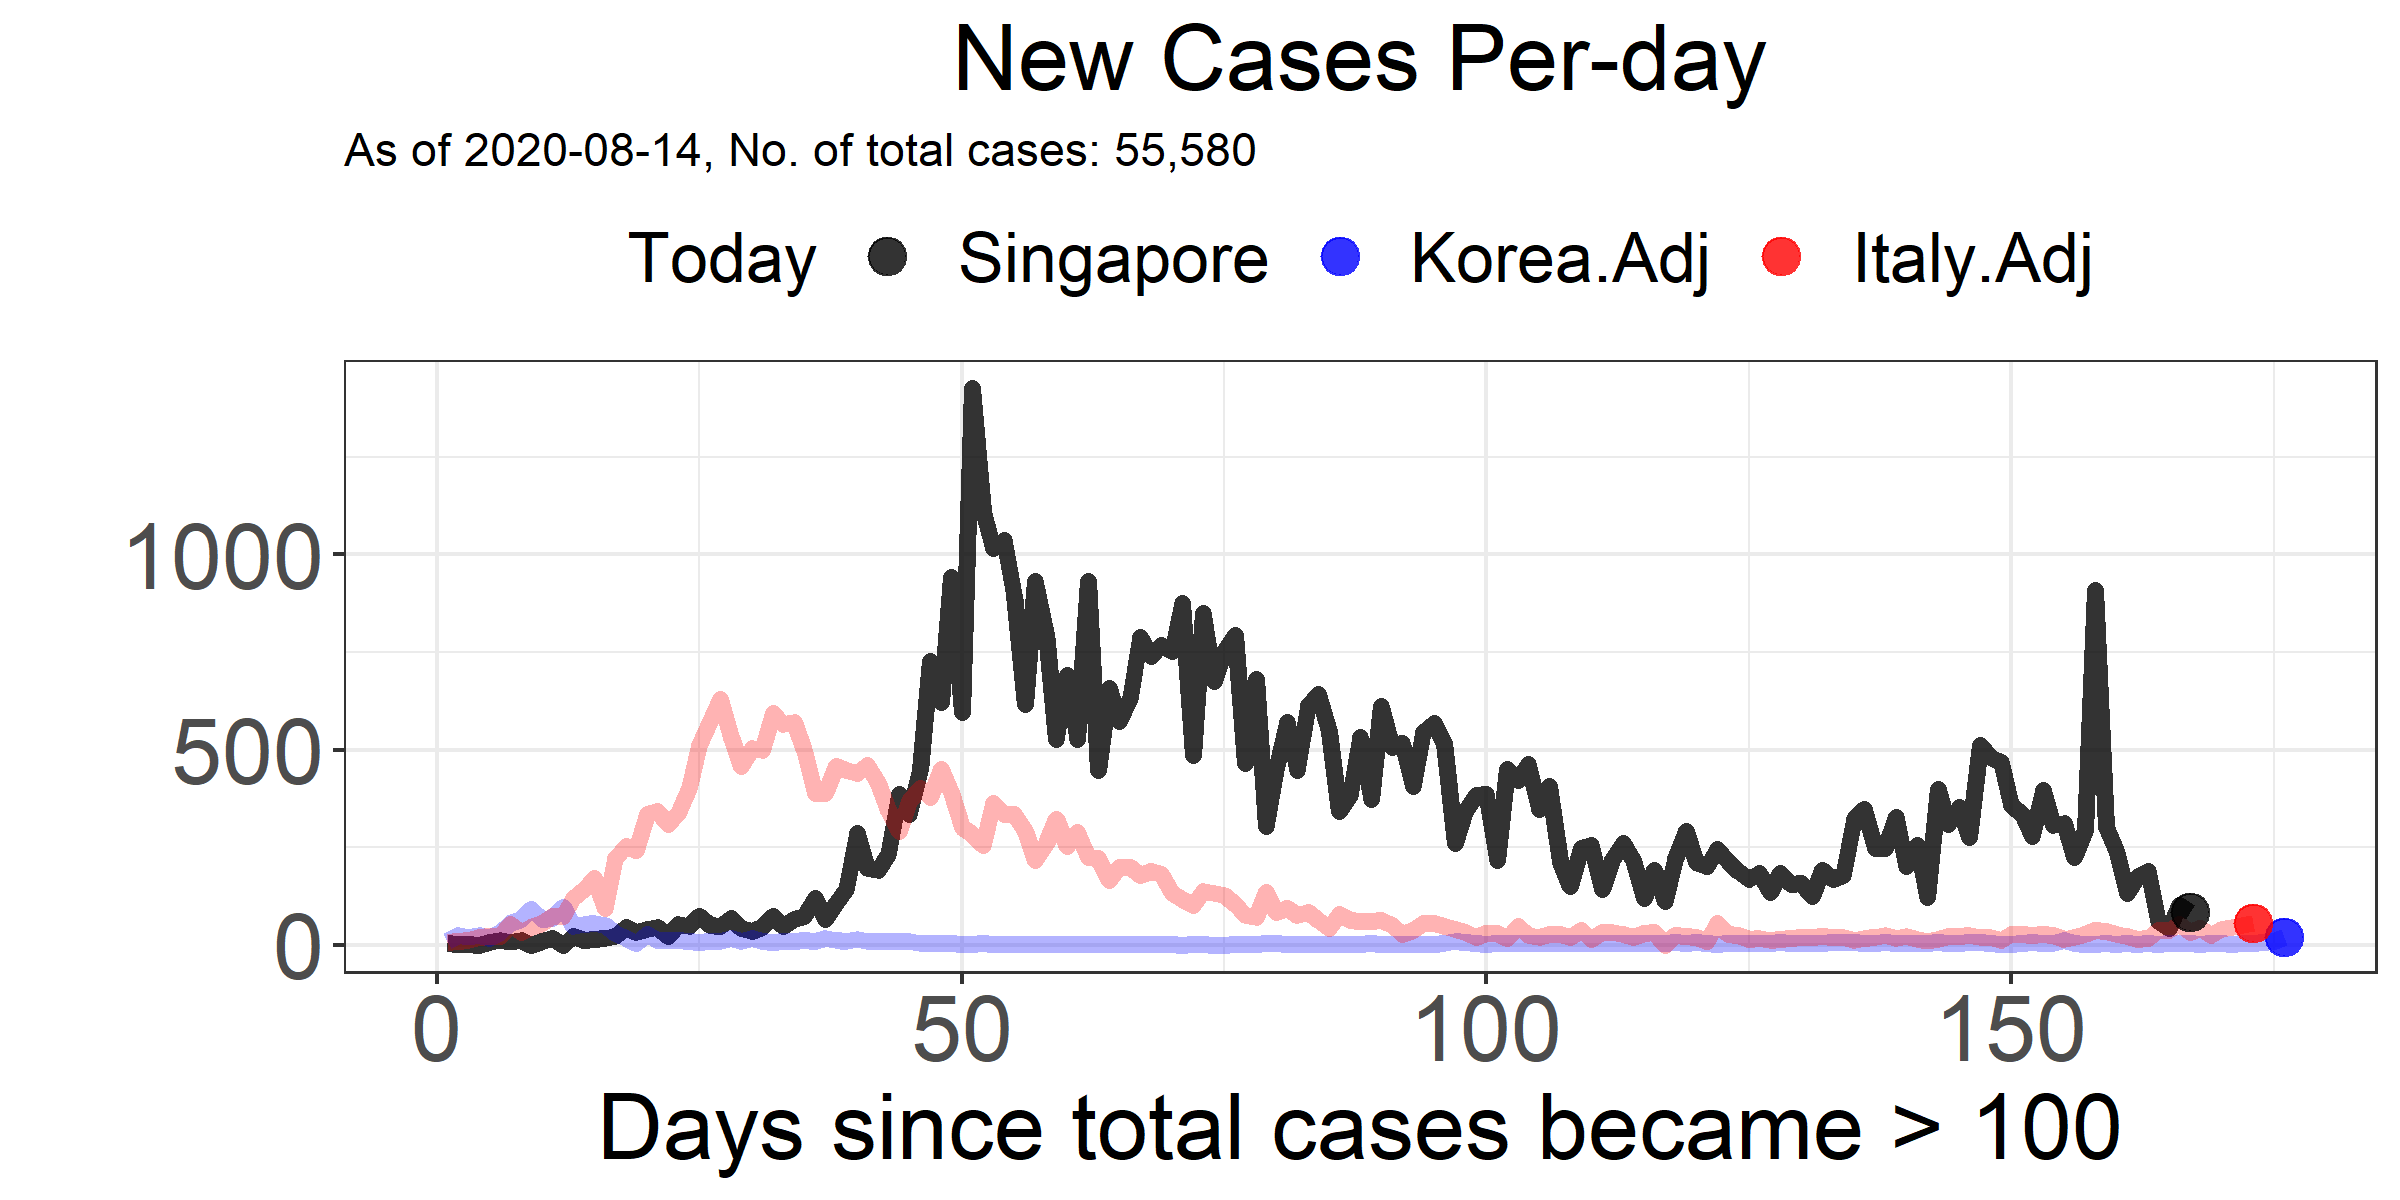 New Cases Per-day
As of 2020-08-14, No. of total cases: 55,580
Today Singapore Korea.Adj Italy.Adj
1000
500
0
0 50 100 150
Days since total cases became > 100